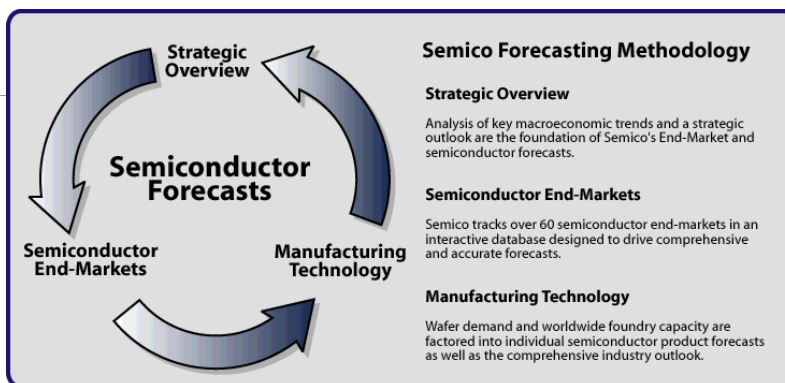 Strategic
Overview
Semiconductor
Forecasts
Semiconductor
End-Markets
Manufacturing
Technology
Semico Forecasting Methodology
Strategic Overview
Analysis of key macroeconomic trends and a strategic
outlook are the foundation of Semico's End-Market and
semiconductor forecasts.
Semiconductor End-Markets
Semico tracks over 60 semiconductor end-markets in an
interactive database designed to drive comprehensive
and accurate forecasts.
Manufacturing Technology
Wafer demand and worldwide foundry capacity are
factored into individual semiconductor product forecasts
as well as the comprehensive industry outlook.